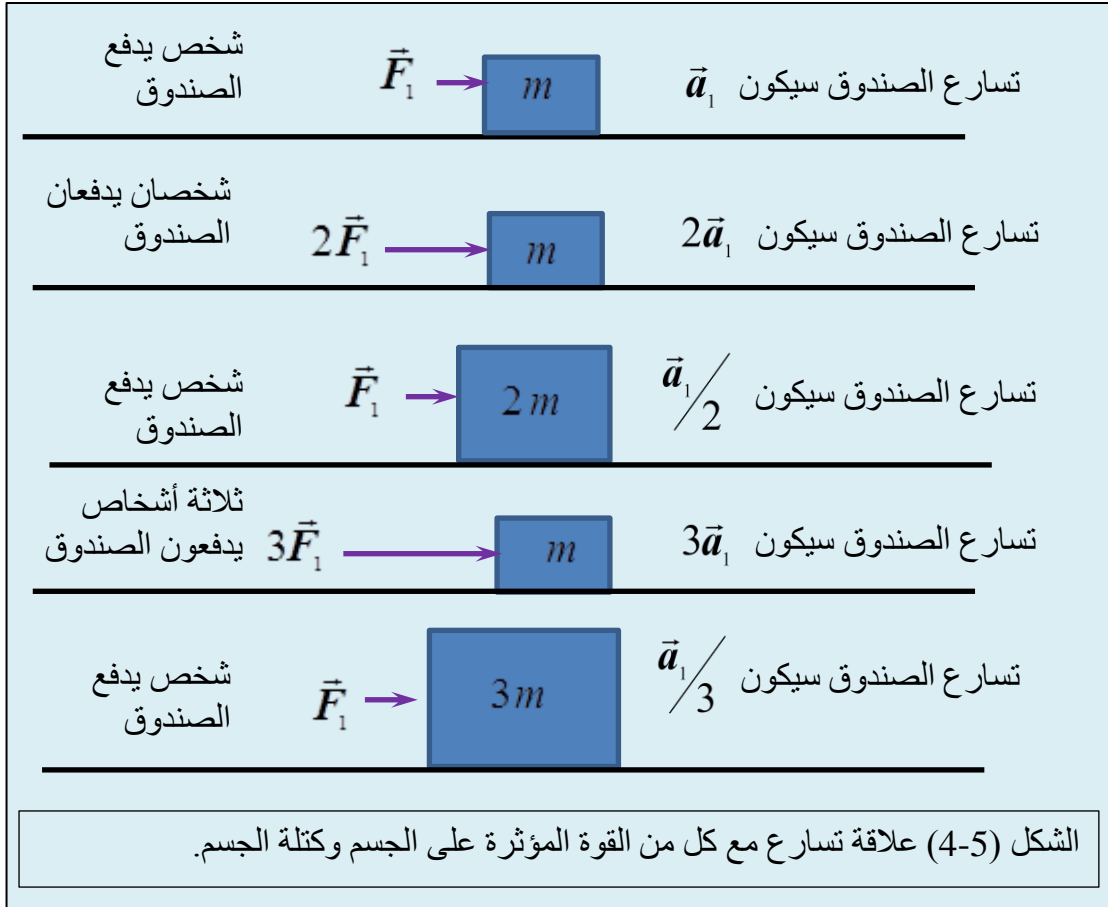 شخص يدفع
الصندوق
F⃗₁ m تسارع الصندوق سيكون a⃗₁
شخصان يدفعان
الصندوق
2F⃗₁ m تسارع الصندوق سيكون 2a⃗₁
شخص يدفع
الصندوق
F⃗₁ 2m تسارع الصندوق سيكون a⃗₁/2
ثلاثة أشخاص
يدفعون الصندوق
3F⃗₁ m تسارع الصندوق سيكون 3a⃗₁
شخص يدفع
الصندوق
F⃗₁ 3m تسارع الصندوق سيكون a⃗₁/3
الشكل (4-5) علاقة تسارع مع كل من القوة المؤثرة على الجسم وكتلة الجسم.